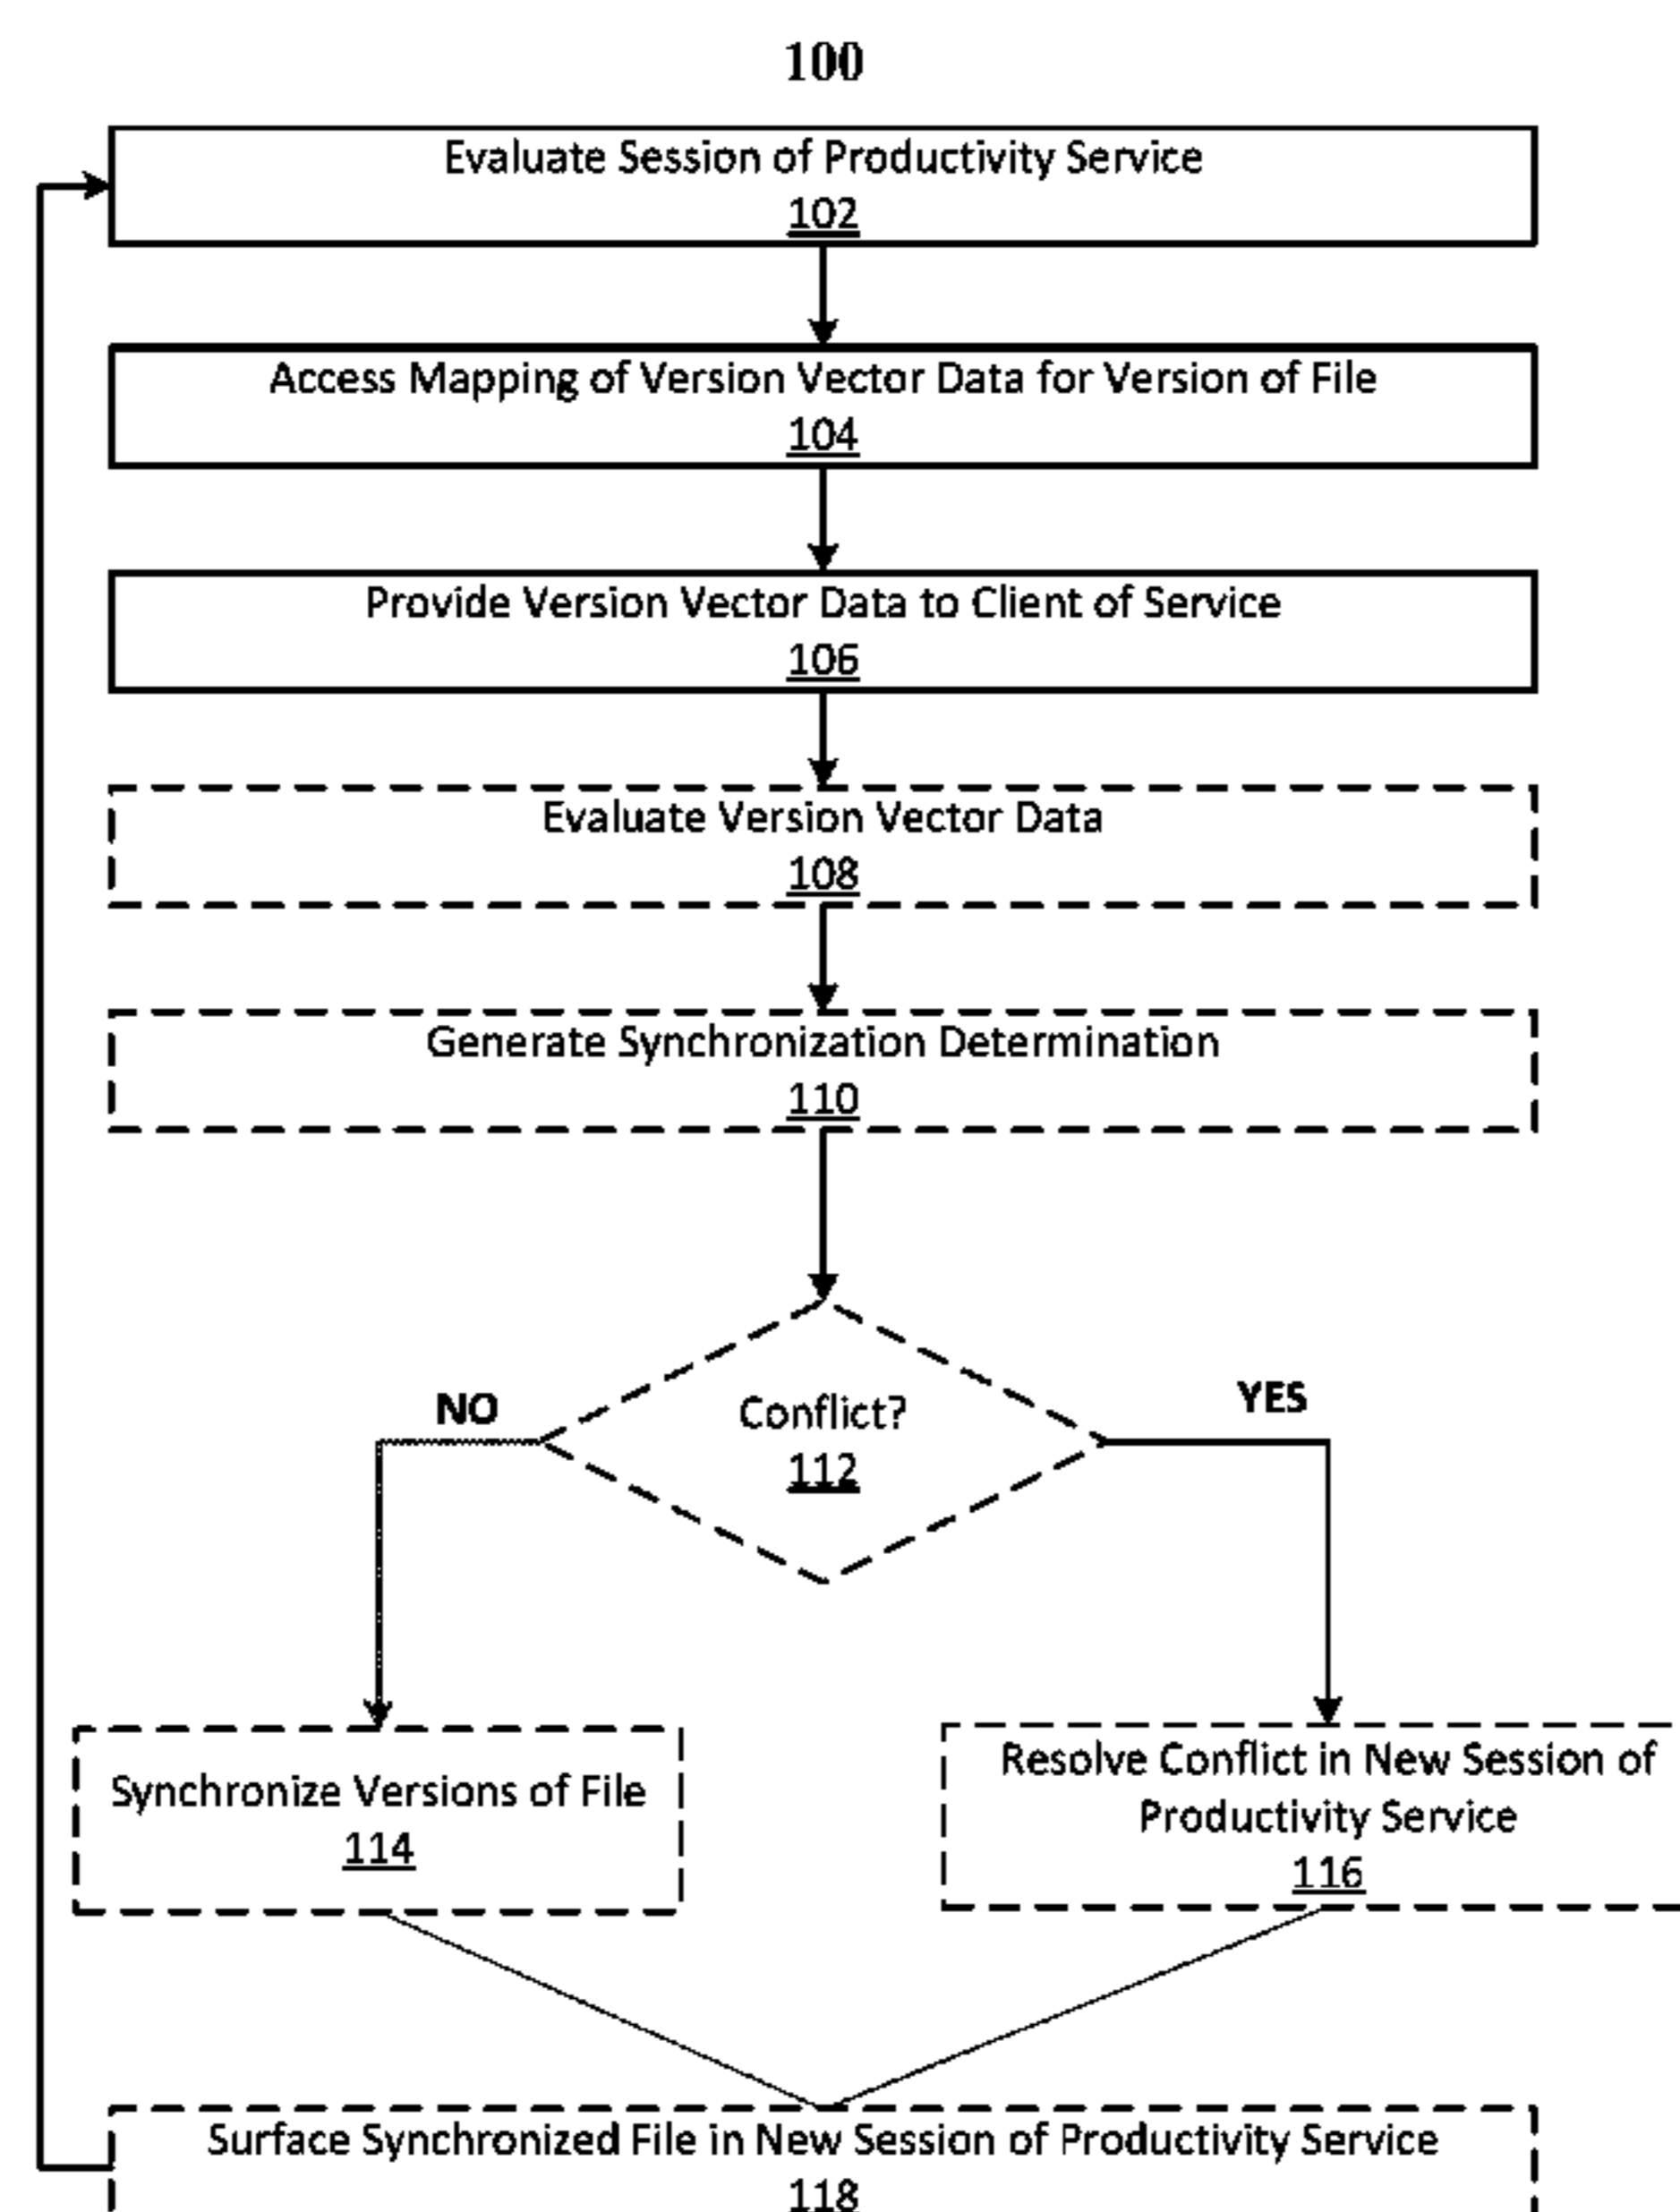 100
Evaluate Session of Productivity Service
102
Access Mapping of Version Vector Data for Version of File
104
Provide Version Vector Data to Client of Service
106
Evaluate Version Vector Data
108
Generate Synchronization Determination
110
Conflict?
112
NO
YES
Synchronize Versions of File
114
Resolve Conflict in New Session of
Productivity Service
116
Surface Synchronized File in New Session of Productivity Service
118